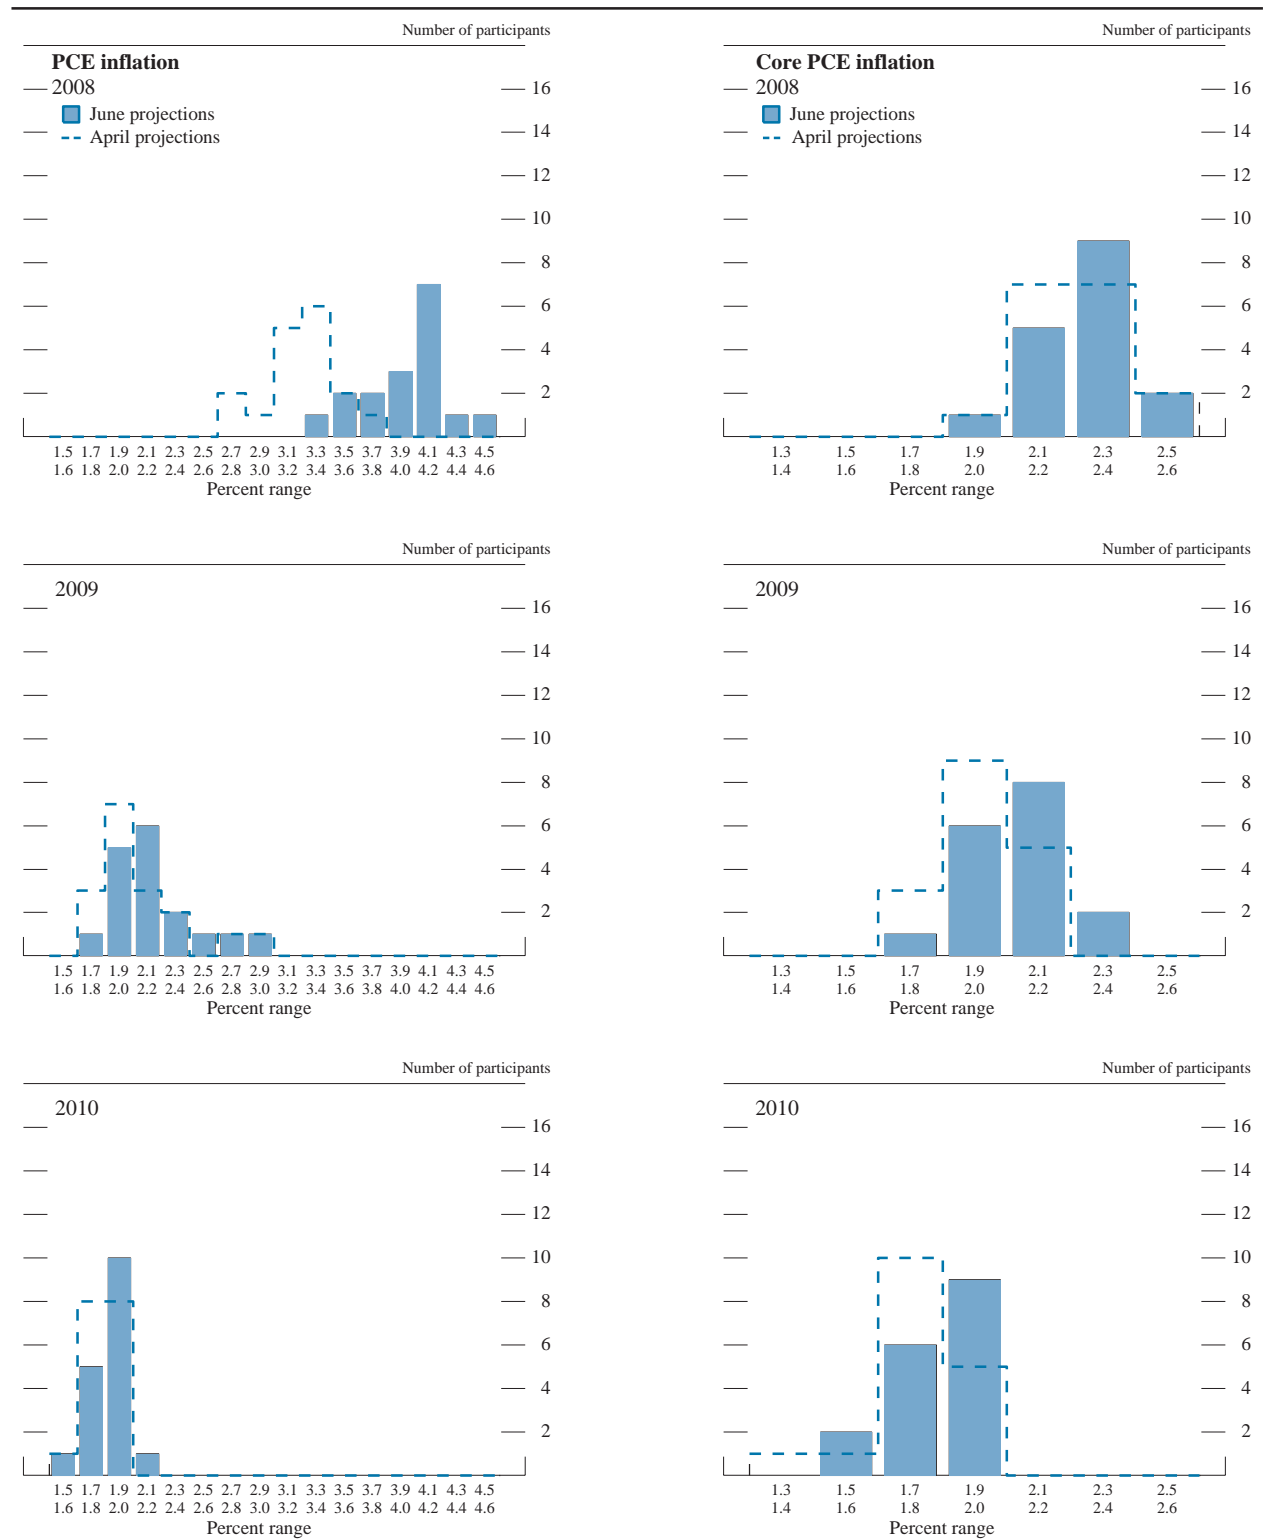 Number of participants
PCE inflation
2008
June projections
April projections
16
14
12
10
8
6
4
2
1.5 1.7 1.9 2.1 2.3 2.5 2.7 2.9 3.1 3.3 3.5 3.7 3.9 4.1 4.3 4.5
1.6 1.8 2.0 2.2 2.4 2.6 2.8 3.0 3.2 3.4 3.6 3.8 4.0 4.2 4.4 4.6
Percent range
Number of participants
Core PCE inflation
2008
June projections
April projections
16
14
12
10
8
6
4
2
1.3 1.5 1.7 1.9 2.1 2.3 2.5
1.4 1.6 1.8 2.0 2.2 2.4 2.6
Percent range
Number of participants
2009
16
14
12
10
8
6
4
2
1.5 1.7 1.9 2.1 2.3 2.5 2.7 2.9 3.1 3.3 3.5 3.7 3.9 4.1 4.3 4.5
1.6 1.8 2.0 2.2 2.4 2.6 2.8 3.0 3.2 3.4 3.6 3.8 4.0 4.2 4.4 4.6
Percent range
Number of participants
2009
16
14
12
10
8
6
4
2
1.3 1.5 1.7 1.9 2.1 2.3 2.5
1.4 1.6 1.8 2.0 2.2 2.4 2.6
Percent range
Number of participants
2010
16
14
12
10
8
6
4
2
1.5 1.7 1.9 2.1 2.3 2.5 2.7 2.9 3.1 3.3 3.5 3.7 3.9 4.1 4.3 4.5
1.6 1.8 2.0 2.2 2.4 2.6 2.8 3.0 3.2 3.4 3.6 3.8 4.0 4.2 4.4 4.6
Percent range
Number of participants
2010
16
14
12
10
8
6
4
2
1.3 1.5 1.7 1.9 2.1 2.3 2.5
1.4 1.6 1.8 2.0 2.2 2.4 2.6
Percent range